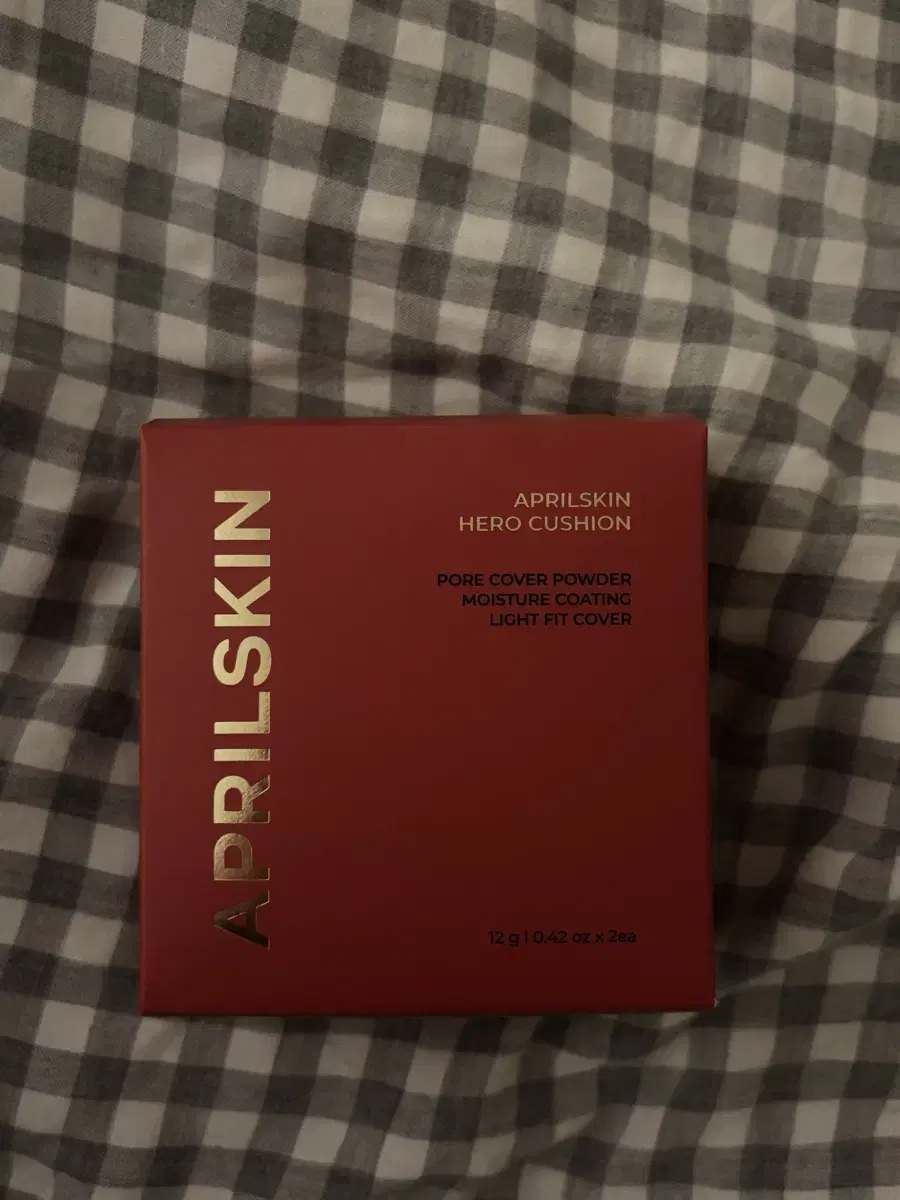 APRILSKIN
APRILSKIN
HERO CUSHION
PORE COVER POWDER
MOISTURE COATING
LIGHT FIT COVER
12 g | 0.42 oz x 2ea